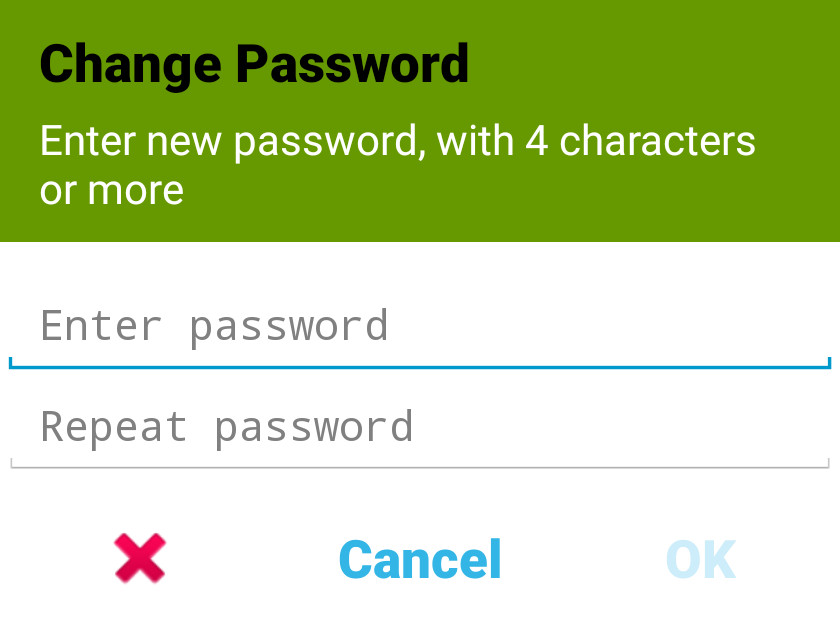 Change Password
Enter new password, with 4 characters
or more
Enter password
Repeat password
Cancel OK